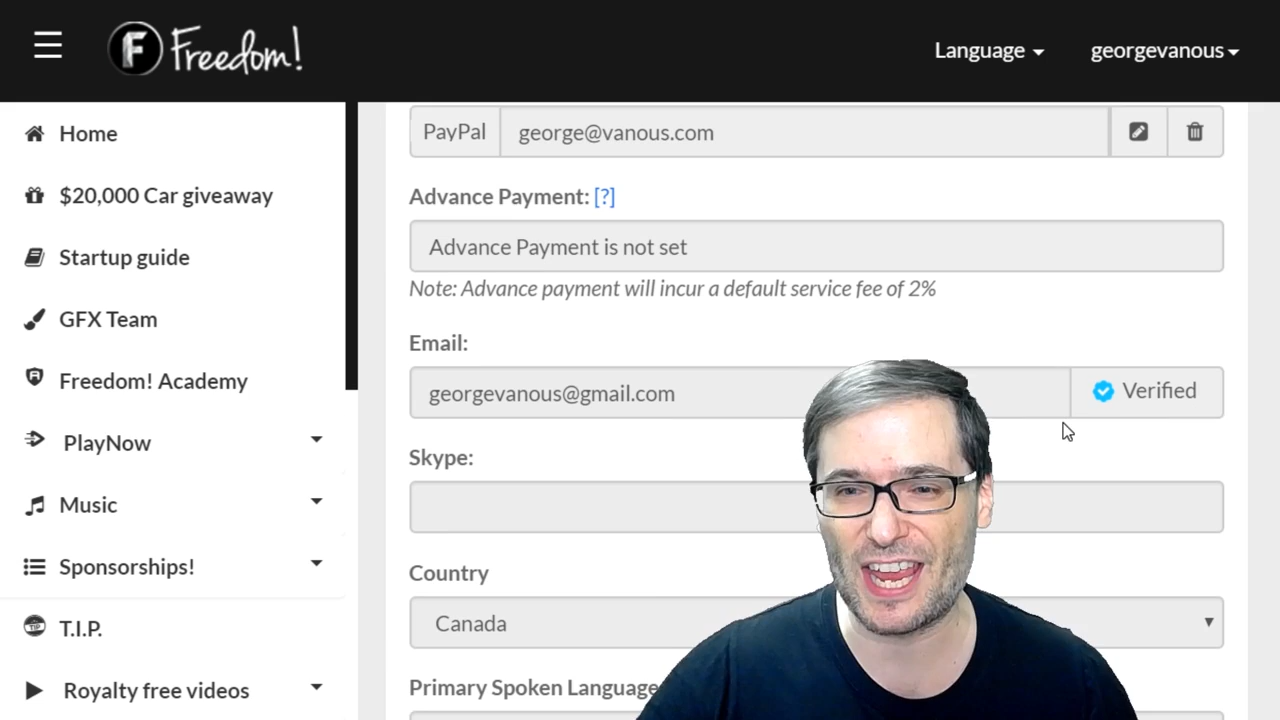 Freedom!
Language
georgevanous
Home
$20,000 Car giveaway
Startup guide
GFX Team
Freedom! Academy
PlayNow
Music
Sponsorships!
T.I.P.
Royalty free videos
PayPal george@vanous.com
Advance Payment: [?]
Advance Payment is not set
Note: Advance payment will incur a default service fee of 2%
Email:
georgevanous@gmail.com Verified
Skype:
Country
Canada
Primary Spoken Language